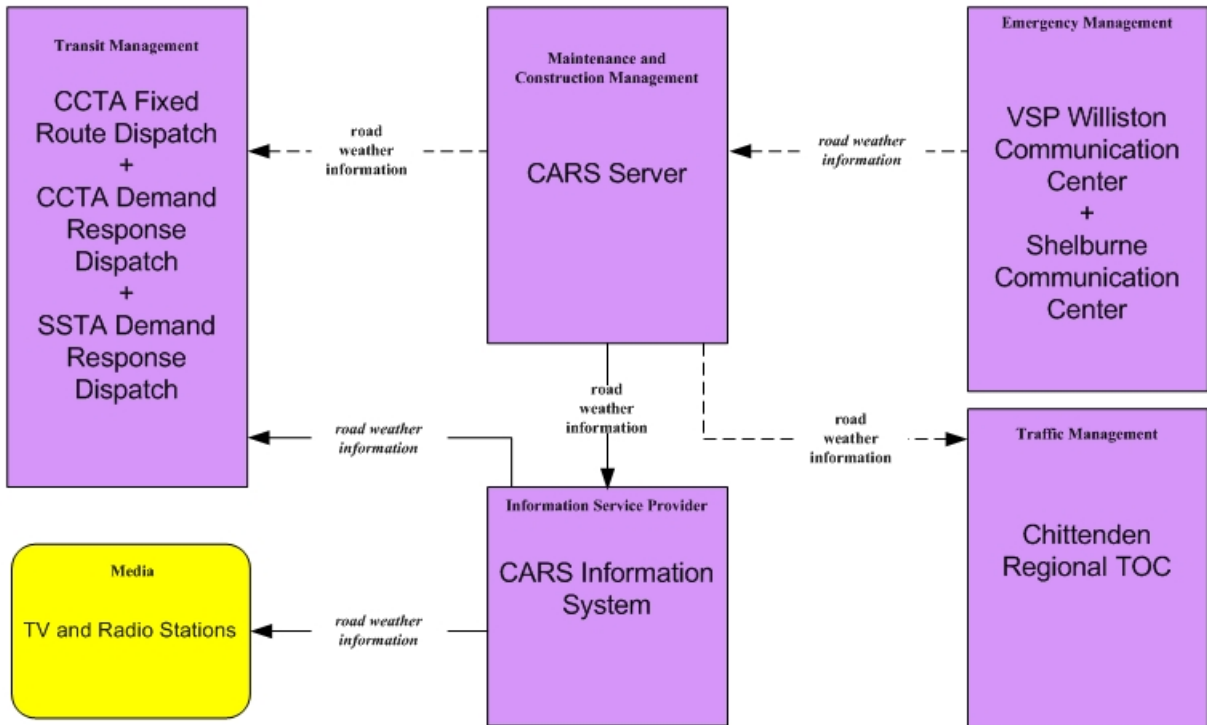 Transit Management
CCTA Fixed
Route Dispatch
+
CCTA Demand
Response
Dispatch
+
SSTA Demand
Response
Dispatch
road
weather
information
Maintenance and
Construction Management
CARS Server
road weather
information
Emergency Management
VSP Williston
Communication
Center
+
Shelburne
Communication
Center
road
weather
information
road weather
information
road
weather
information
Traffic Management
Chittenden
Regional TOC
Information Service Provider
CARS Information
System
Media
TV and Radio Stations
road weather
information